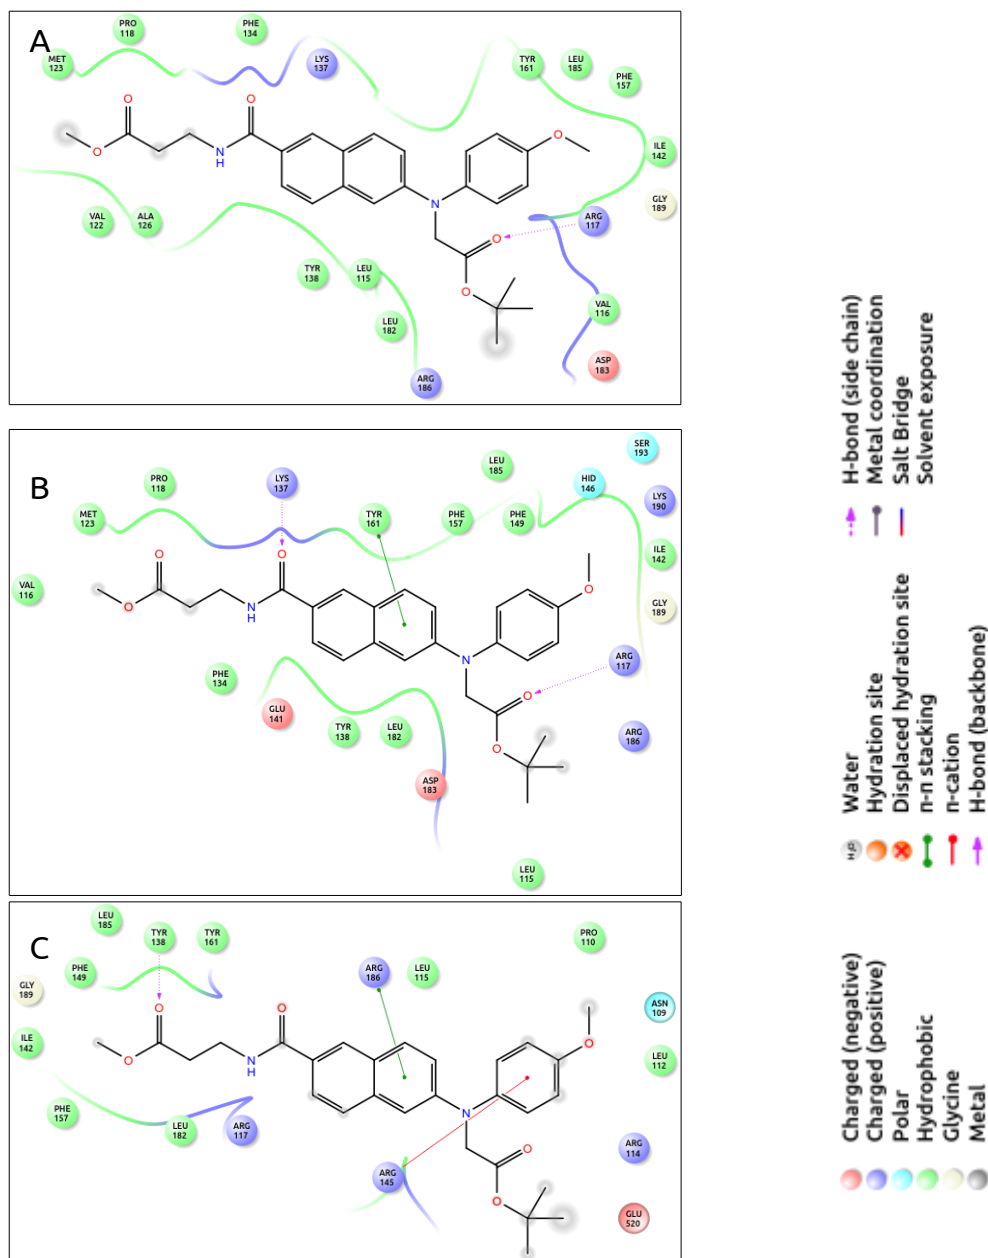 A
PRO
118
PHE
134
MET
123
LYS
137
TYR
161
LEU
185
PHE
157
O
O
O
ILE
142
O
N
H
GLY
189
VAL
122
ALA
126
N
ARG
117
O
TYR
138
LEU
115
O
VAL
116
LEU
182
ASP
183
ARG
186
B
SER
193
LEU
185
PRO
118
LYS
137
HID
146
LYS
190
MET
123
TYR
161
PHE
157
PHE
149
ILE
142
O
O
VAL
116
O
O
N
H
GLY
189
N
ARG
117
PHE
134
O
GLU
141
TYR
138
LEU
182
ARG
186
O
ASP
183
LEU
115
C
LEU
185
TYR
138
TYR
161
PRO
110
PHE
149
ARG
186
LEU
115
GLY
189
ASN
109
O
O
ILE
142
O
O
N
H
LEU
112
PHE
157
LEU
182
ARG
117
N
ARG
114
O
ARG
145
O
GLU
520
H-bond (side chain)
Metal coordination
Salt Bridge
Solvent exposure
H₂O
Water
Hydration site
Displaced hydration site
π-π stacking
π-cation
H-bond (backbone)
Charged (negative)
Charged (positive)
Polar
Hydrophobic
Glycine
Metal